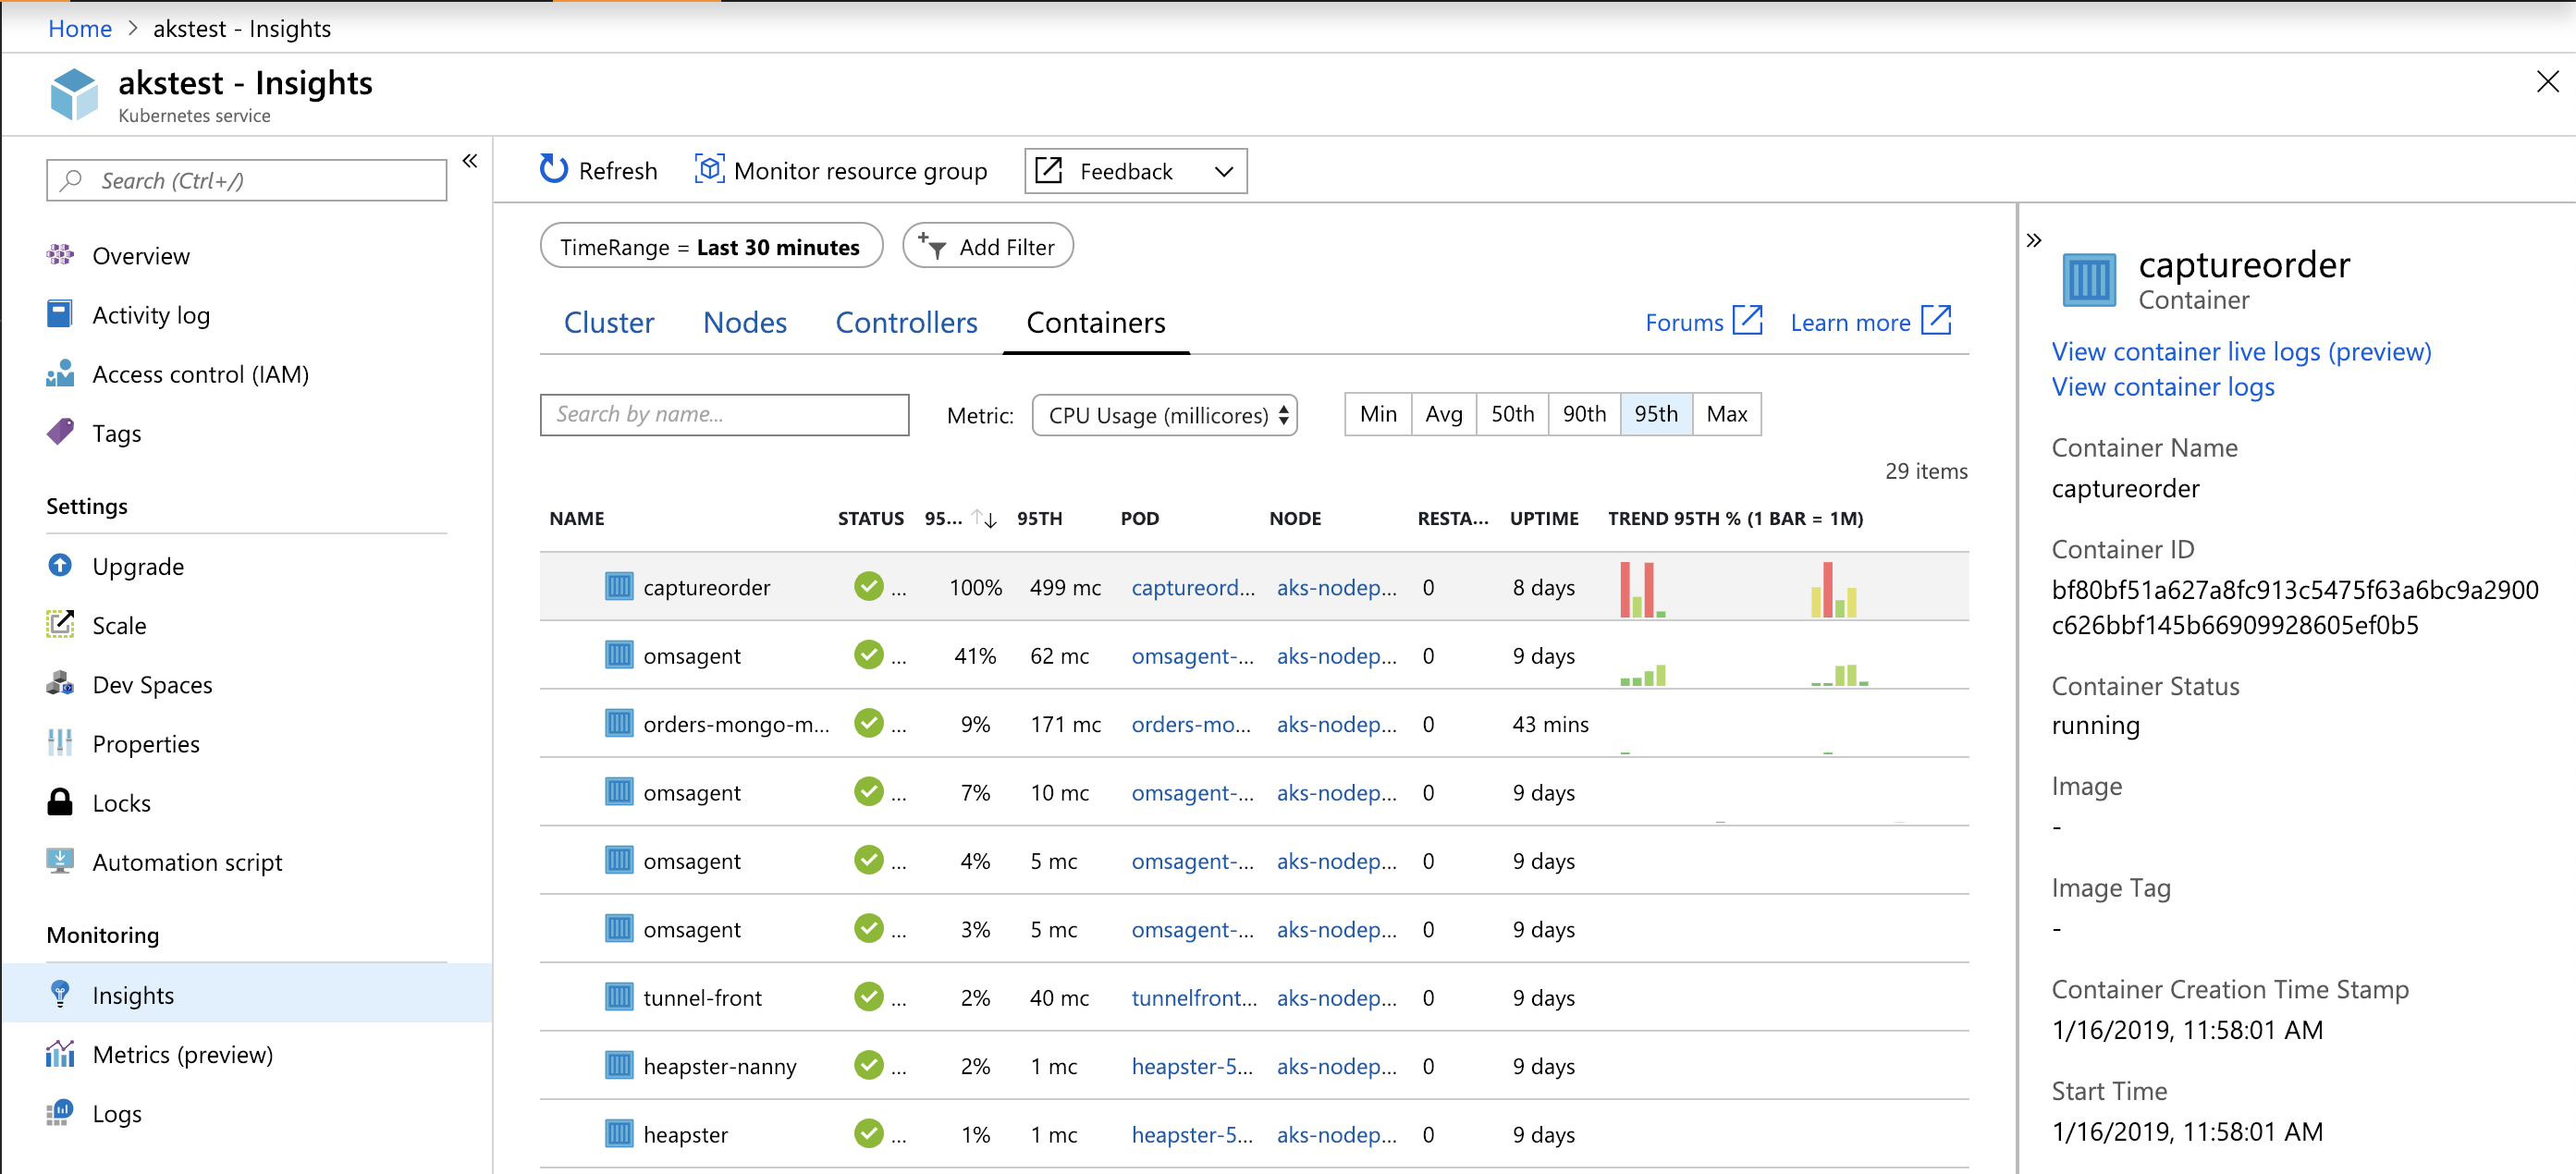 Home > akstest - Insights
akstest - Insights
Kubernetes service
Search (Ctrl+/)
Overview
Activity log
Access control (IAM)
Tags
Settings
Upgrade
Scale
Dev Spaces
Properties
Locks
Automation script
Monitoring
Insights
Metrics (preview)
Logs
Refresh Monitor resource group Feedback
TimeRange = Last 30 minutes Add Filter
Cluster Nodes Controllers Containers Forums Learn more
Search by name... Metric: CPU Usage (millicores) Min Avg 50th 90th 95th Max
29 items
NAME STATUS 95... 95TH POD NODE RESTA... UPTIME TREND 95TH % (1 BAR = 1M)
captureorder ... 100% 499 mc captureord... aks-nodep... 0 8 days
omsagent ... 41% 62 mc omsagent-... aks-nodep... 0 9 days
orders-mongo-m... ... 9% 171 mc orders-mo... aks-nodep... 0 43 mins
omsagent ... 7% 10 mc omsagent-... aks-nodep... 0 9 days
omsagent ... 4% 5 mc omsagent-... aks-nodep... 0 9 days
omsagent ... 3% 5 mc omsagent-... aks-nodep... 0 9 days
tunnel-front ... 2% 40 mc tunnelfront... aks-nodep... 0 9 days
heapster-nanny ... 2% 1 mc heapster-5... aks-nodep... 0 9 days
heapster ... 1% 1 mc heapster-5... aks-nodep... 0 9 days
captureorder
Container
View container live logs (preview)
View container logs
Container Name
captureorder
Container ID
bf80bf51a627a8fc913c5475f63a6bc9a2900
c626bbf145b66909928605ef0b5
Container Status
running
Image
-
Image Tag
-
Container Creation Time Stamp
1/16/2019, 11:58:01 AM
Start Time
1/16/2019, 11:58:01 AM